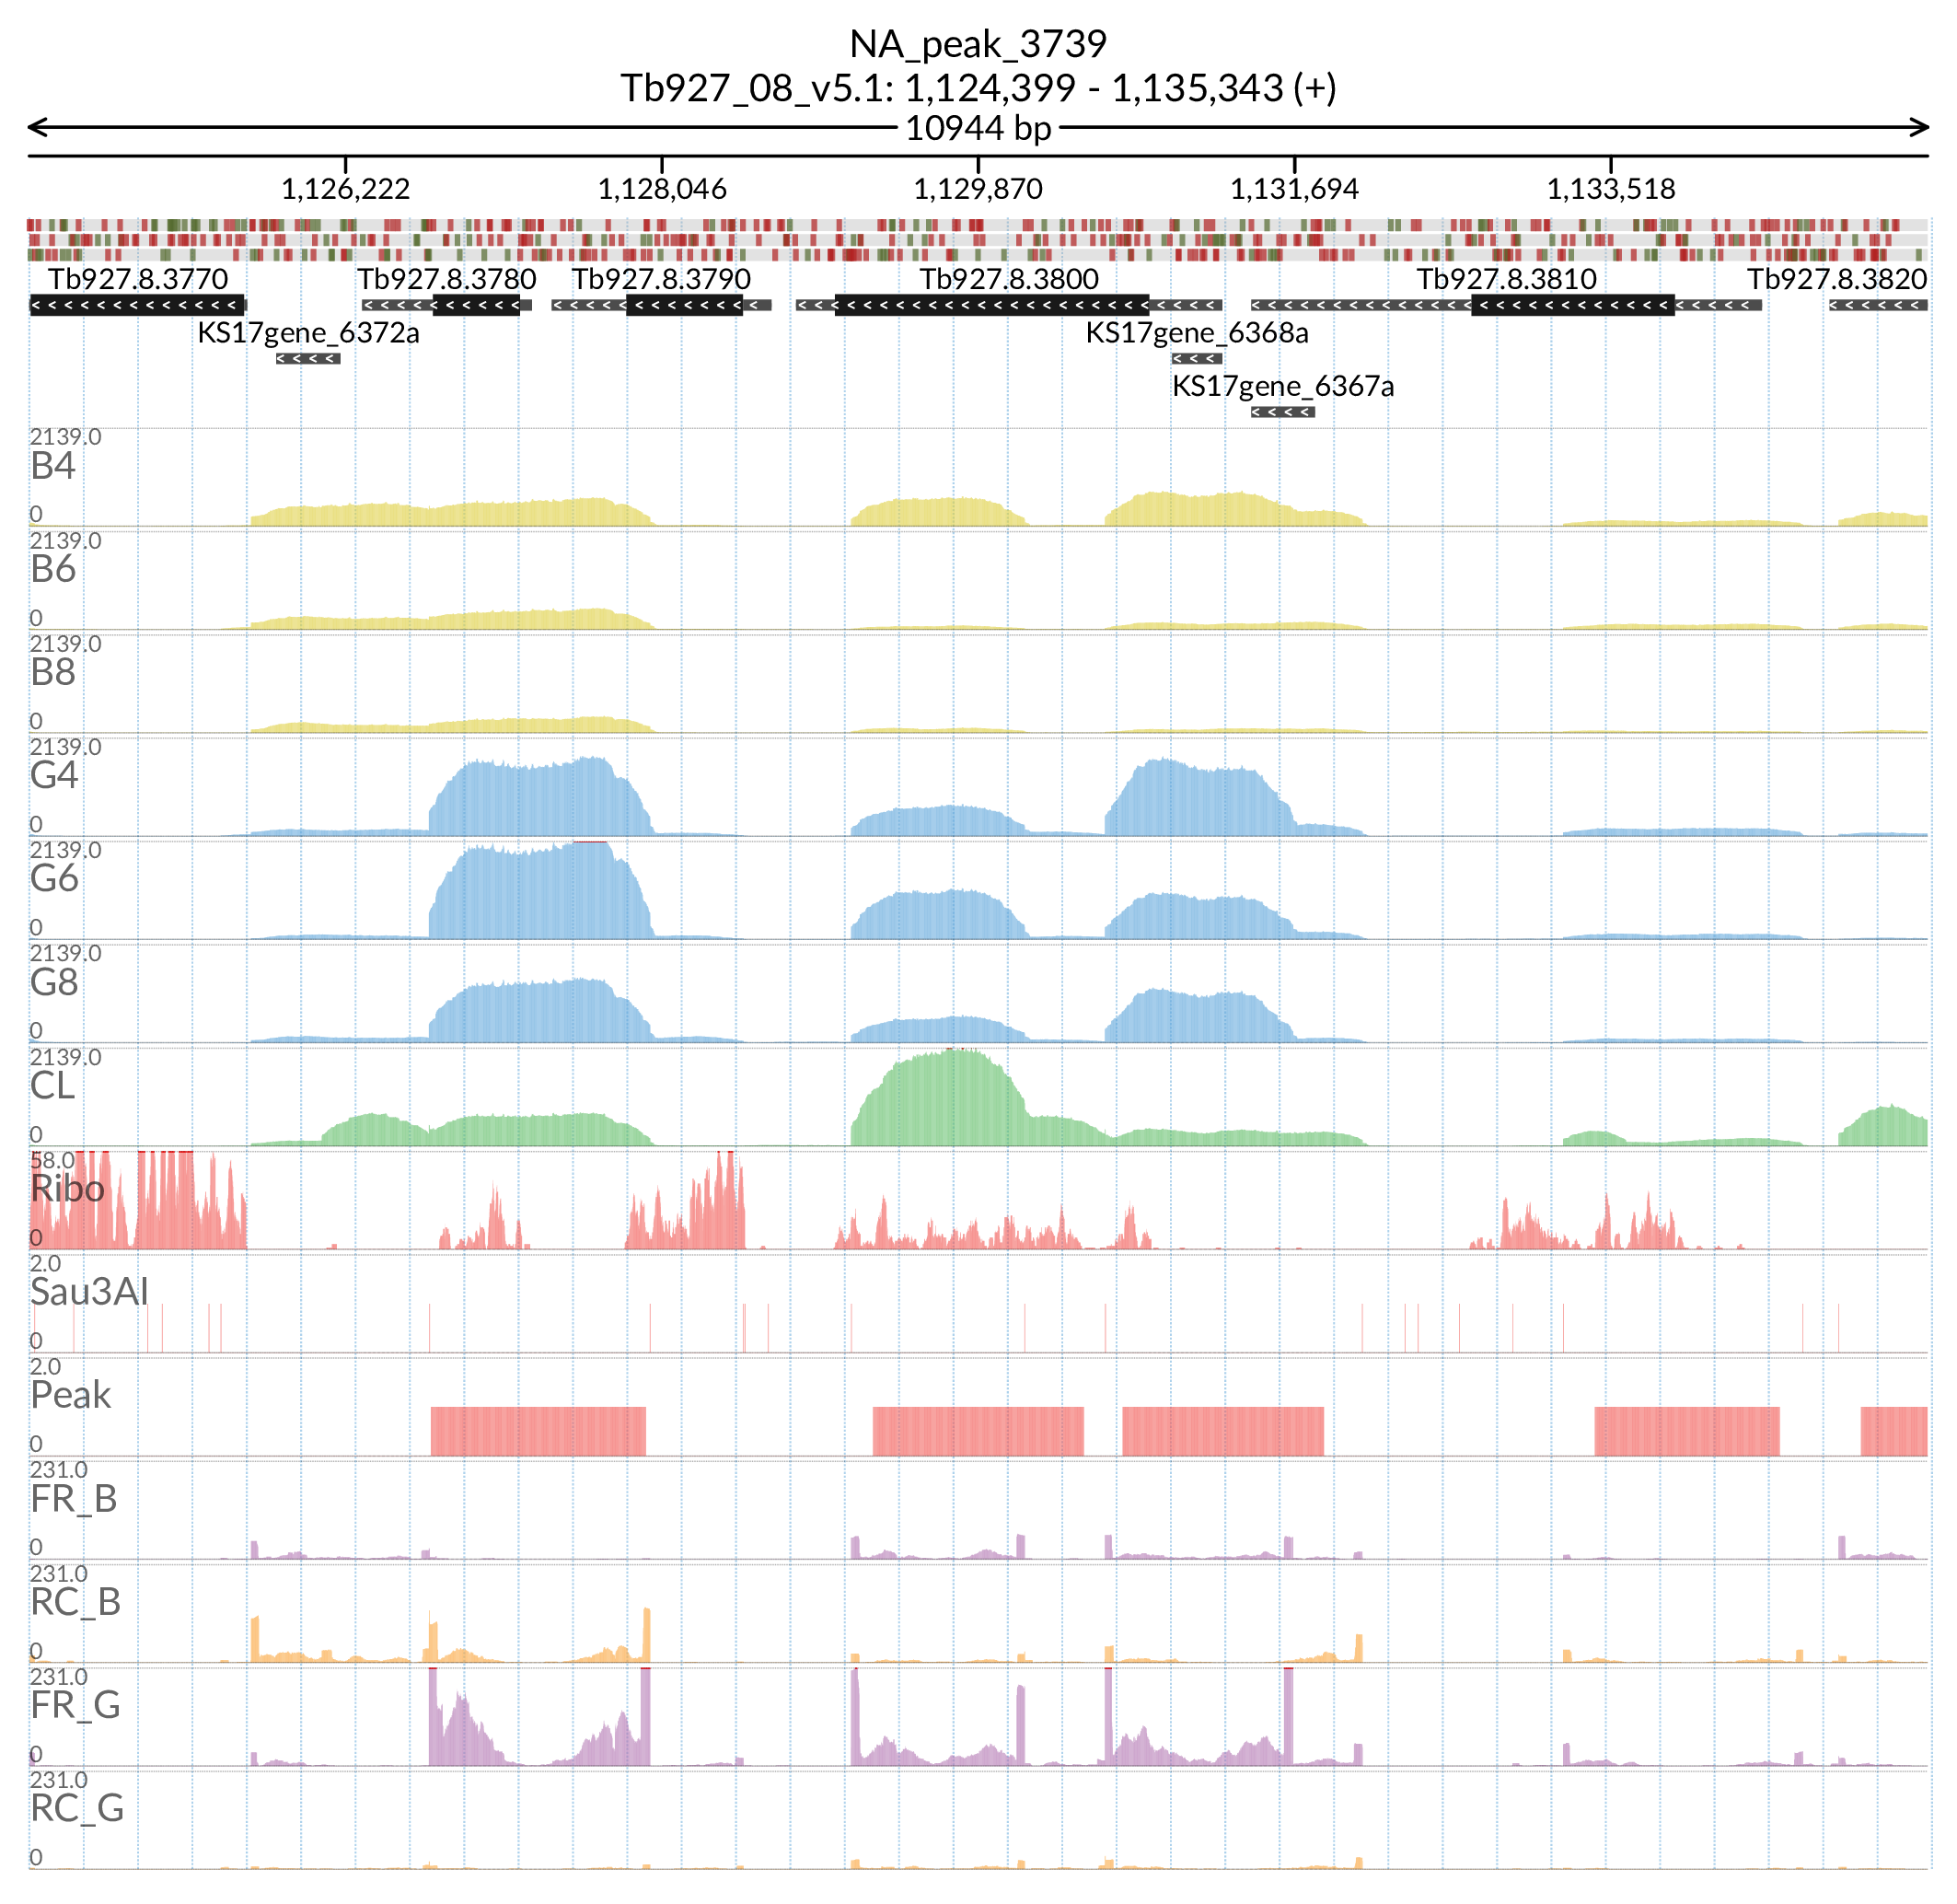 NA_peak_3739
Tb927_08_v5.1: 1,124,399 - 1,135,343 (+)
10944 bp
1,126,222 1,128,046 1,129,870 1,131,694 1,133,518
Tb927.8.3770 Tb927.8.3780 Tb927.8.3790 Tb927.8.3800 Tb927.8.3810 Tb927.8.3820
KS17gene_6372a KS17gene_6368a
KS17gene_6367a
2139.0
B4
0
2139.0
B6
0
2139.0
B8
0
2139.0
G4
0
2139.0
G6
0
2139.0
G8
0
2139.0
CL
0
58.0
Ribo
0
2.0
Sau3AI
0
2.0
Peak
0
231.0
FR_B
0
231.0
RC_B
0
231.0
FR_G
0
231.0
RC_G
0